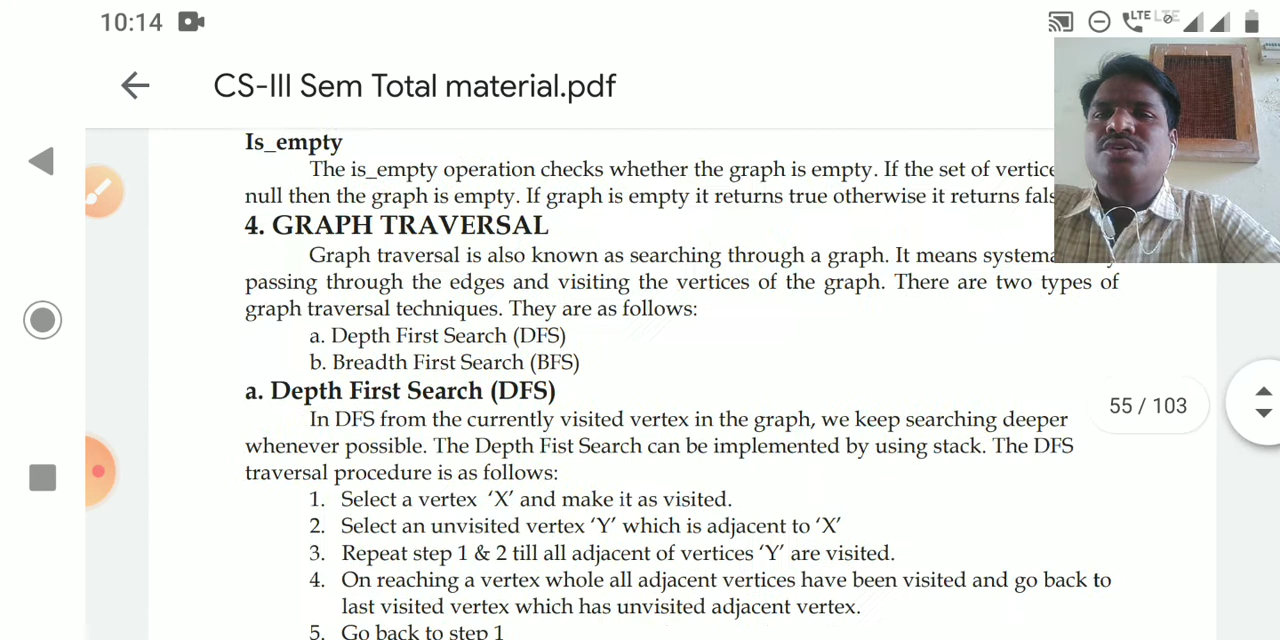 10:14
LTE LTE
CS-III Sem Total material.pdf
Is_empty
The is_empty operation checks whether the graph is empty. If the set of vertice
null then the graph is empty. If graph is empty it returns true otherwise it returns fals
4. GRAPH TRAVERSAL
Graph traversal is also known as searching through a graph. It means systema
passing through the edges and visiting the vertices of the graph. There are two types of
graph traversal techniques. They are as follows:
a. Depth First Search (DFS)
b. Breadth First Search (BFS)
a. Depth First Search (DFS)
In DFS from the currently visited vertex in the graph, we keep searching deeper
whenever possible. The Depth Fist Search can be implemented by using stack. The DFS
traversal procedure is as follows:
1. Select a vertex ‘X’ and make it as visited.
2. Select an unvisited vertex ‘Y’ which is adjacent to ‘X’
3. Repeat step 1 & 2 till all adjacent of vertices ‘Y’ are visited.
4. On reaching a vertex whole all adjacent vertices have been visited and go back to
last visited vertex which has unvisited adjacent vertex.
5. Go back to step 1
55 / 103